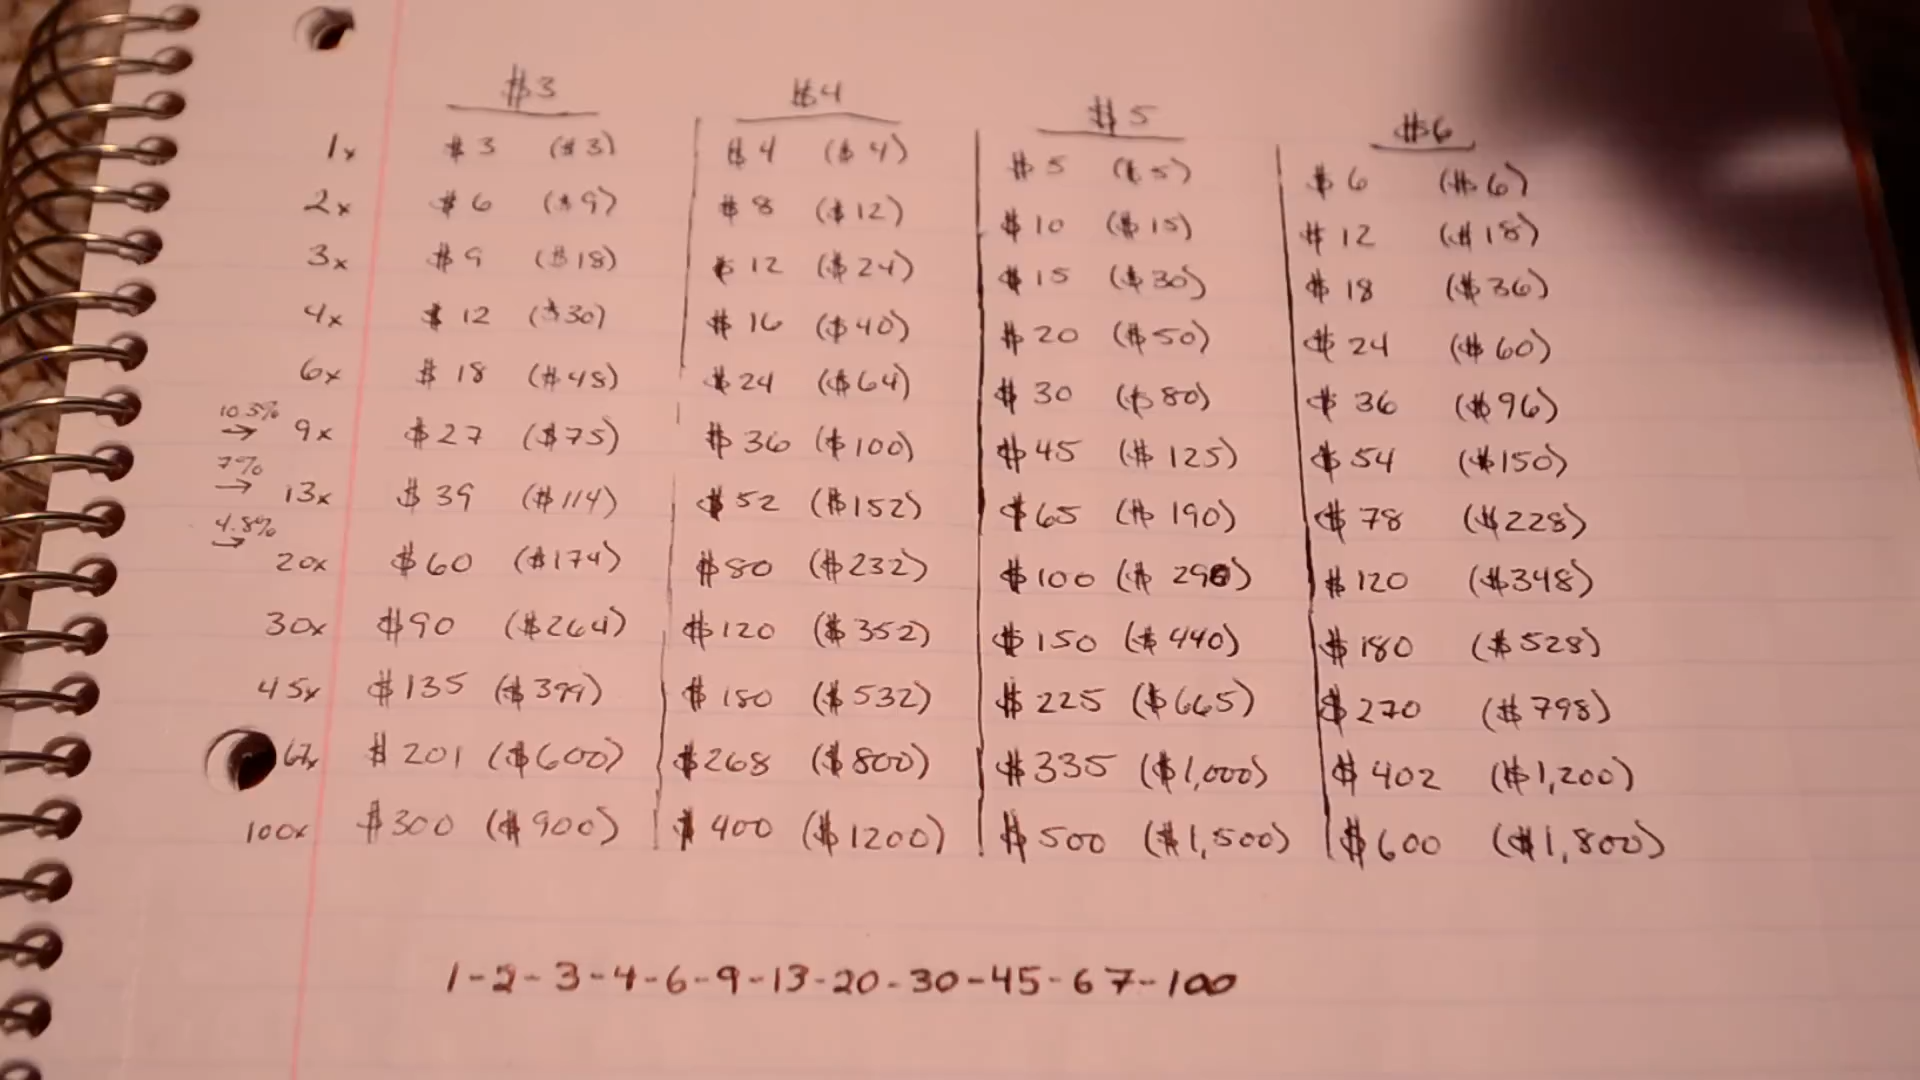 $3 $4 $5 $6
1x $3 ($3) $4 ($4) $5 ($5) $6 ($6)
2x $6 ($9) $8 ($12) $10 ($15) $12 ($18)
3x $9 ($18) $12 ($24) $15 ($30) $18 ($36)
4x $12 ($30) $16 ($40) $20 ($50) $24 ($60)
6x $18 ($48) $24 ($64) $30 ($80) $36 ($96)
10.3% →
9x $27 ($75) $36 ($100) $45 ($125) $54 ($150)
7% →
13x $39 ($114) $52 ($152) $65 ($190) $78 ($228)
4.8% →
20x $60 ($174) $80 ($232) $100 ($290) $120 ($348)
30x $90 ($264) $120 ($352) $150 ($440) $180 ($528)
45x $135 ($399) $180 ($532) $225 ($665) $270 ($798)
67x $201 ($600) $268 ($800) $335 ($1,000) $402 ($1,200)
100x $300 ($900) $400 ($1200) $500 ($1,500) $600 ($1,800)
1-2-3-4-6-9-13-20-30-45-67-100